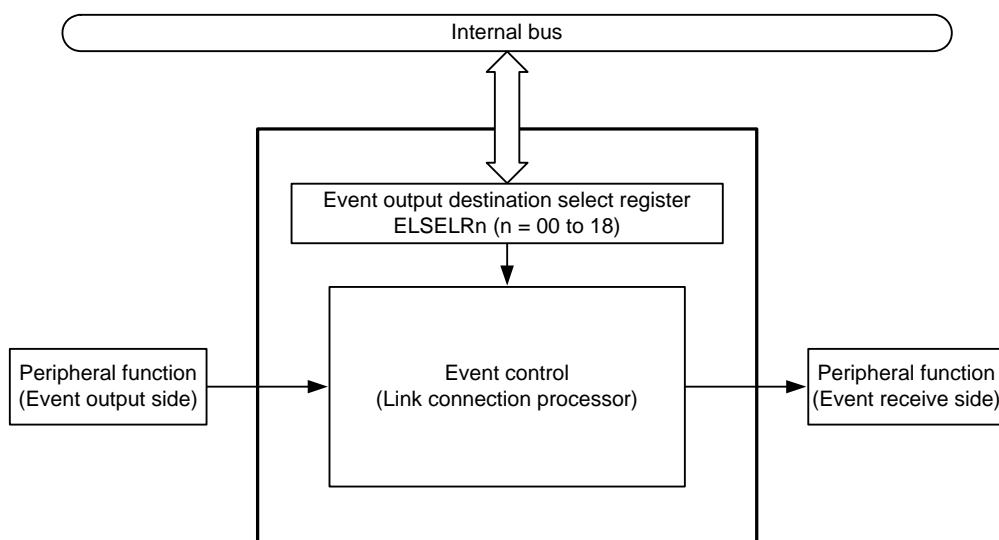 Internal bus
Event output destination select register
ELSELRn (n = 00 to 18)
Event control
(Link connection processor)
Peripheral function
(Event output side)
Peripheral function
(Event receive side)